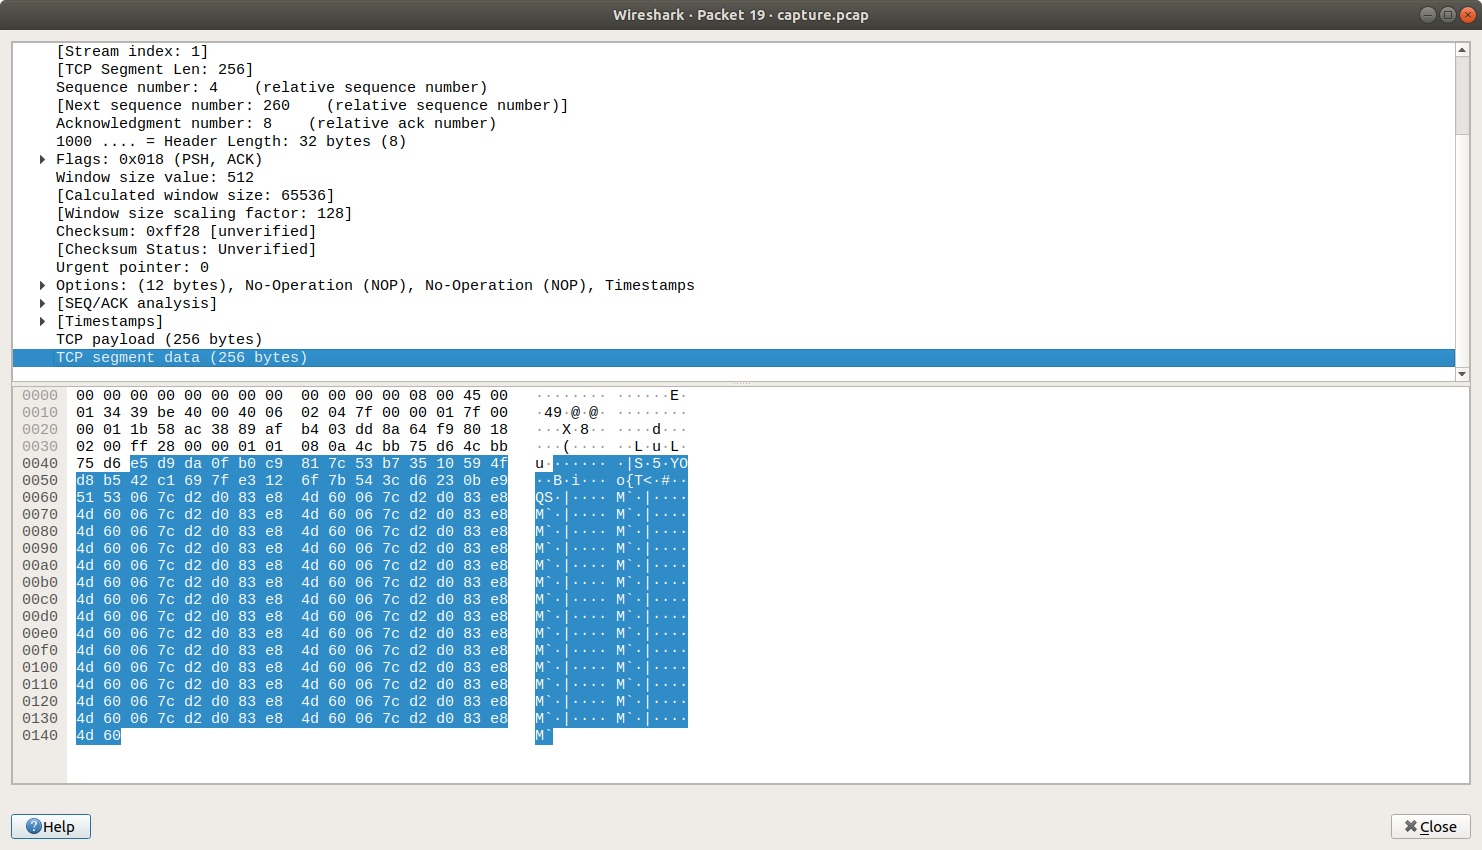 Wireshark · Packet 19 · capture.pcap
[Stream index: 1]
[TCP Segment Len: 256]
Sequence number: 4    (relative sequence number)
[Next sequence number: 260    (relative sequence number)]
Acknowledgment number: 8    (relative ack number)
1000 .... = Header Length: 32 bytes (8)
Flags: 0x018 (PSH, ACK)
Window size value: 512
[Calculated window size: 65536]
[Window size scaling factor: 128]
Checksum: 0xff28 [unverified]
[Checksum Status: Unverified]
Urgent pointer: 0
Options: (12 bytes), No-Operation (NOP), No-Operation (NOP), Timestamps
[SEQ/ACK analysis]
[Timestamps]
TCP payload (256 bytes)
TCP segment data (256 bytes)
0000  00 00 00 00 00 00 00 00  00 00 00 00 08 00 45 00   ········ ······E·
0010  01 34 39 be 40 00 40 06  02 04 7f 00 00 01 7f 00   ·49·@·@· ········
0020  00 01 1b 58 ac 38 89 af  b4 03 dd 8a 64 f9 80 18   ···X·8·· ····d···
0030  02 00 ff 28 00 00 01 01  08 0a 4c bb 75 d6 4c bb   ···(···· ··L·u·L·
0040  75 d6 e5 d9 da 0f b0 c9  81 7c 53 b7 35 10 59 4f   u······· ·|S·5·YO
0050  d8 b5 42 c1 69 7f e3 12  6f 7b 54 3c d6 23 0b e9   ··B·i··· o{T<·#··
0060  51 53 06 7c d2 d0 83 e8  4d 60 06 7c d2 d0 83 e8   QS·|···· M`·|····
0070  4d 60 06 7c d2 d0 83 e8  4d 60 06 7c d2 d0 83 e8   M`·|···· M`·|····
0080  4d 60 06 7c d2 d0 83 e8  4d 60 06 7c d2 d0 83 e8   M`·|···· M`·|····
0090  4d 60 06 7c d2 d0 83 e8  4d 60 06 7c d2 d0 83 e8   M`·|···· M`·|····
00a0  4d 60 06 7c d2 d0 83 e8  4d 60 06 7c d2 d0 83 e8   M`·|···· M`·|····
00b0  4d 60 06 7c d2 d0 83 e8  4d 60 06 7c d2 d0 83 e8   M`·|···· M`·|····
00c0  4d 60 06 7c d2 d0 83 e8  4d 60 06 7c d2 d0 83 e8   M`·|···· M`·|····
00d0  4d 60 06 7c d2 d0 83 e8  4d 60 06 7c d2 d0 83 e8   M`·|···· M`·|····
00e0  4d 60 06 7c d2 d0 83 e8  4d 60 06 7c d2 d0 83 e8   M`·|···· M`·|····
00f0  4d 60 06 7c d2 d0 83 e8  4d 60 06 7c d2 d0 83 e8   M`·|···· M`·|····
0100  4d 60 06 7c d2 d0 83 e8  4d 60 06 7c d2 d0 83 e8   M`·|···· M`·|····
0110  4d 60 06 7c d2 d0 83 e8  4d 60 06 7c d2 d0 83 e8   M`·|···· M`·|····
0120  4d 60 06 7c d2 d0 83 e8  4d 60 06 7c d2 d0 83 e8   M`·|···· M`·|····
0130  4d 60 06 7c d2 d0 83 e8  4d 60 06 7c d2 d0 83 e8   M`·|···· M`·|····
0140  4d 60   M`
Help
Close